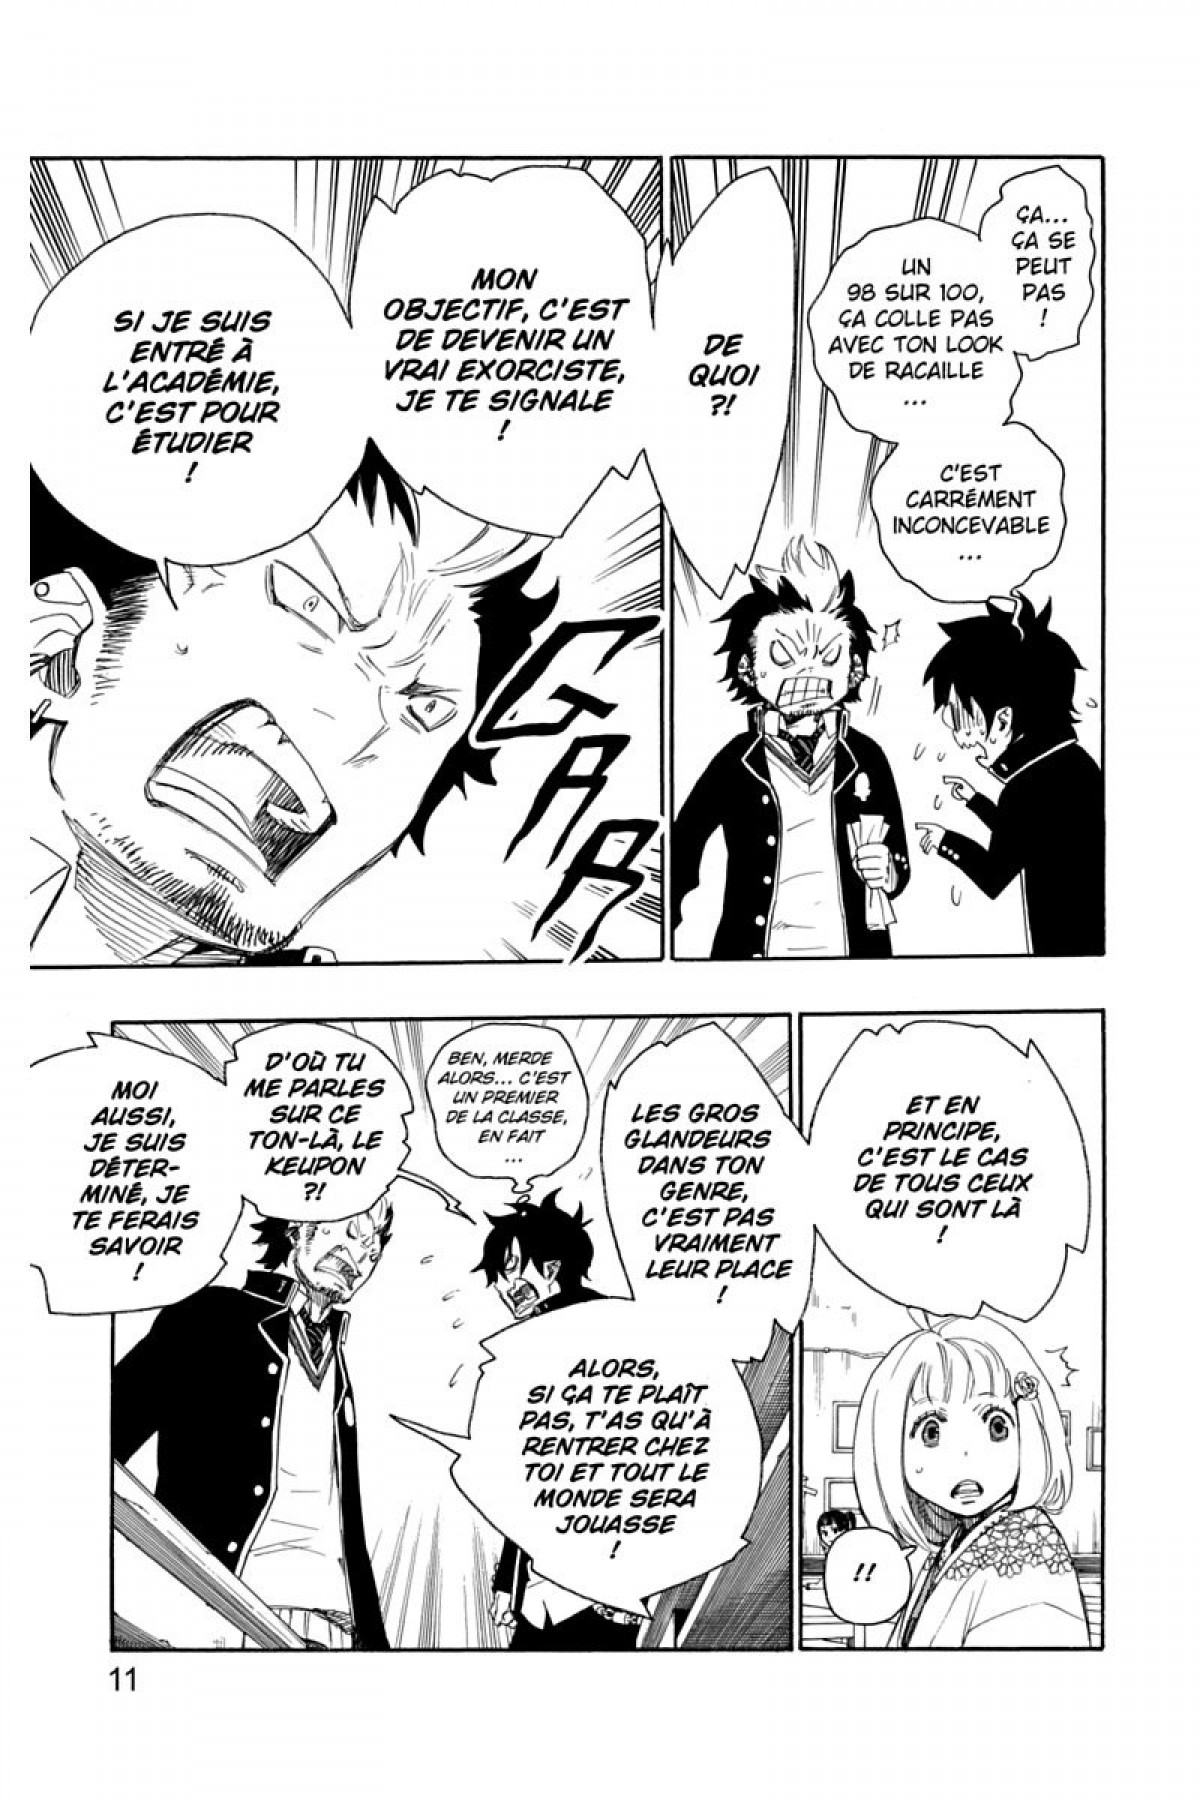 ÇA...
ÇA SE
PEUT
PAS
!
UN
98 SUR 100,
ÇA COLLE PAS
AVEC TON LOOK
DE RACAILLE
...
C'EST
CARRÉMENT
INCONCEVABLE
...
DE
QUOI
?!
MON
OBJECTIF, C'EST
DE DEVENIR UN
VRAI EXORCISTE,
JE TE SIGNALE
!
SI JE SUIS
ENTRÉ À
L'ACADÉMIE,
C'EST POUR
ÉTUDIER
!
GARR
ET EN
PRINCIPE,
C'EST LE CAS
DE TOUS CEUX
QUI SONT LÀ
!
!!
LES GROS
GLANDEURS
DANS TON
GENRE,
C'EST PAS
VRAIMENT
LEUR PLACE
!
ALORS,
SI ÇA TE PLAÎT
PAS, T'AS QU'À
RENTRER CHEZ
TOI ET TOUT LE
MONDE SERA
JOUASSE
!
BEN, MERDE
ALORS... C'EST
UN PREMIER
DE LA CLASSE,
EN FAIT
...
D'OÙ TU
ME PARLES
SUR CE
TON-LÀ, LE
KEUPON
?!
MOI
AUSSI,
JE SUIS
DÉTER-
MINÉ, JE
TE FERAIS
SAVOIR
!
11